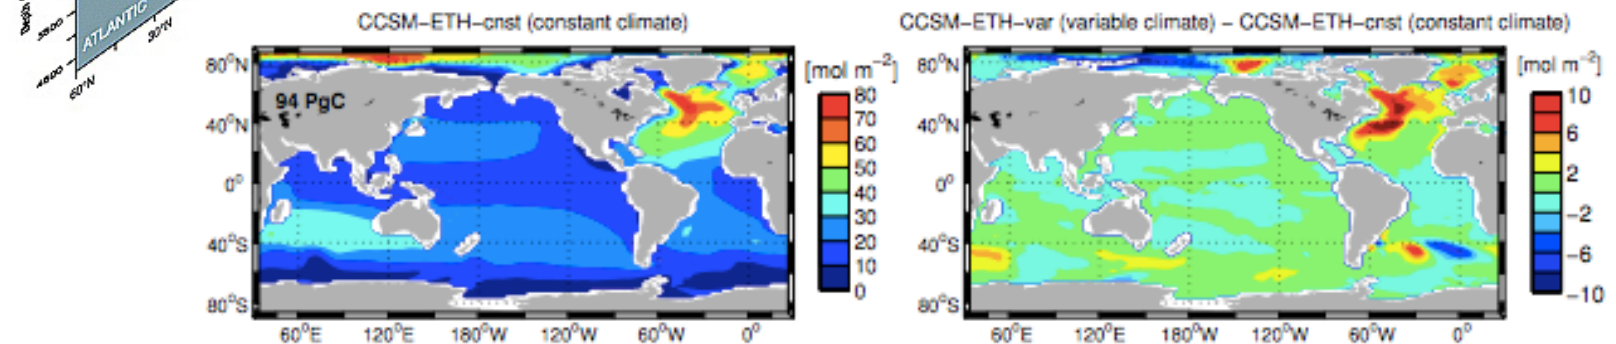 3500
4500
60°N
ATLANTIC
30°N
CCSM-ETH-cnst (constant climate)
80°N
40°N
0°
40°S
80°S
94 PgC
60°E
120°E
180°W
120°W
60°W
0°
[mol m⁻²]
80
70
60
50
40
30
20
10
0
CCSM-ETH-var (variable climate) - CCSM-ETH-cnst (constant climate)
80°N
40°N
0°
40°S
80°S
60°E
120°E
180°W
120°W
60°W
0°
[mol m⁻²]
10
6
2
-2
-6
-10